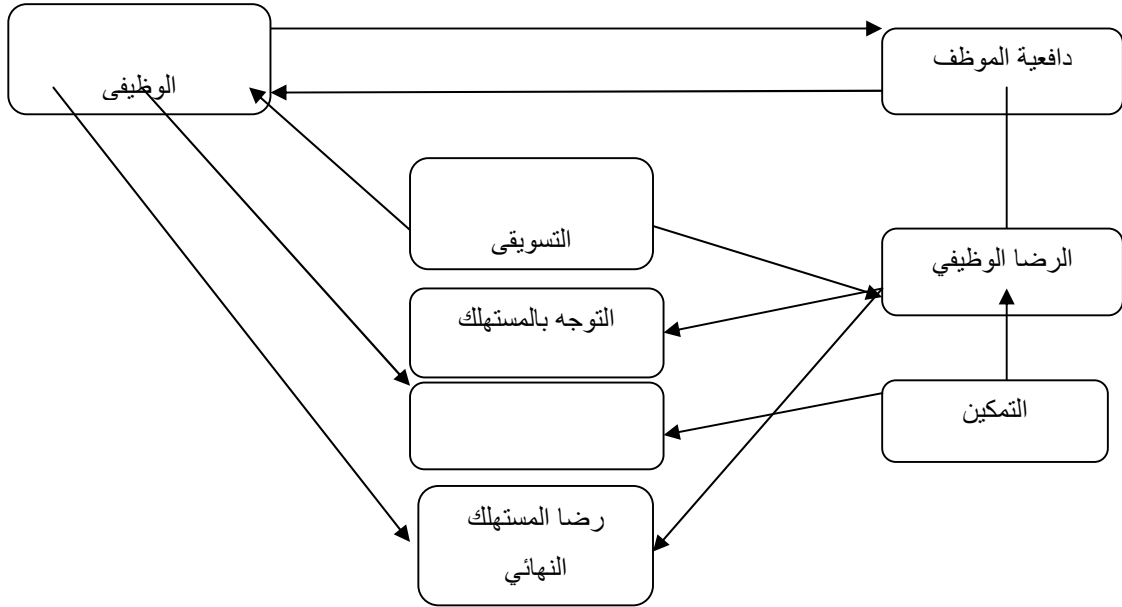 دافعية الموظف
الوظيفى
التسويقى
الرضا الوظيفي
التوجه بالمستهلك
التمكين
رضا المستهلك
النهائي